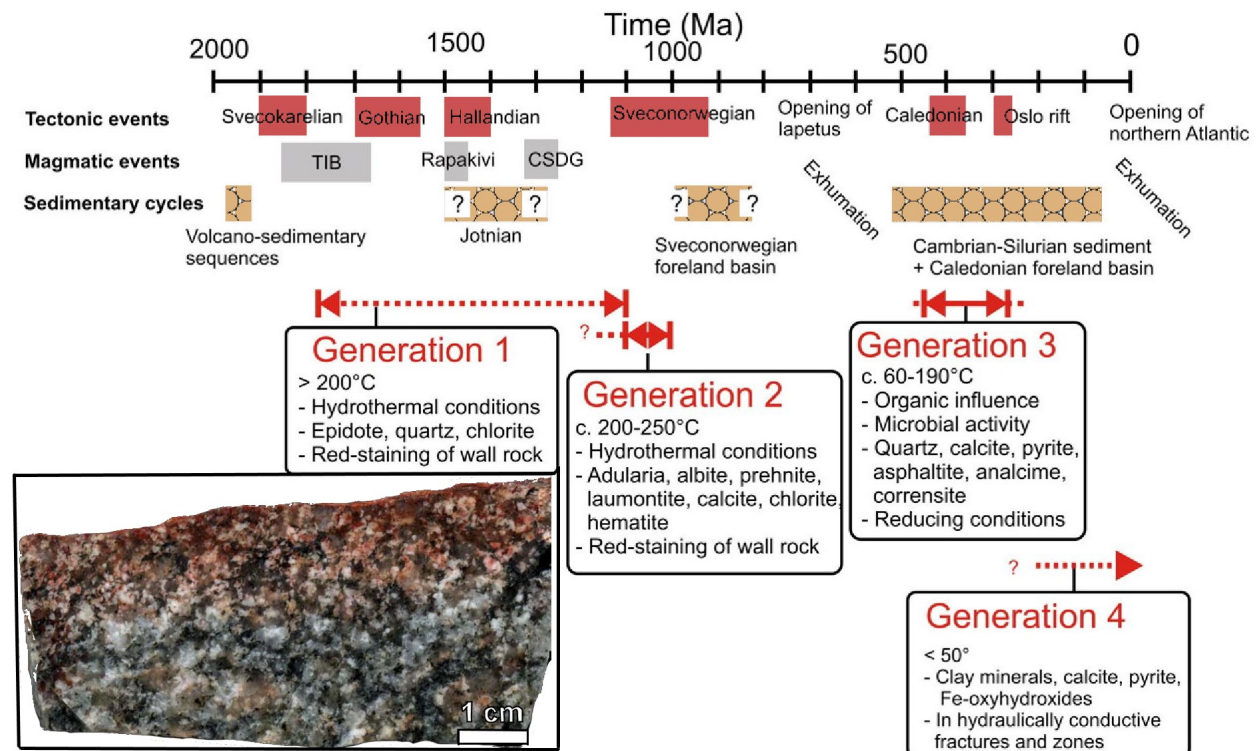 Time (Ma)
2000
1500
1000
500
0
Tectonic events
Svecokarelian
Gothian
Hallandian
Sveconorwegian
Opening of
Iapetus
Caledonian
Oslo rift
Opening of
northern Atlantic
Magmatic events
TIB
Rapakivi
CSDG
Exhumation
Exhumation
Sedimentary cycles
?
?
?
?
Volcano-sedimentary
sequences
Jotnian
Sveconorwegian
foreland basin
Cambrian-Silurian sediment
+ Caledonian foreland basin
Generation 1
> 200°C
- Hydrothermal conditions
- Epidote, quartz, chlorite
- Red-staining of wall rock
?
Generation 2
c. 200-250°C
- Hydrothermal conditions
- Adularia, albite, prehnite,
laumontite, calcite, chlorite,
hematite
- Red-staining of wall rock
Generation 3
c. 60-190°C
- Organic influence
- Microbial activity
- Quartz, calcite, pyrite,
asphaltite, analcime,
corrensite
- Reducing conditions
?
Generation 4
< 50°
- Clay minerals, calcite, pyrite,
Fe-oxyhydroxides
- In hydraulically conductive
fractures and zones
1 cm